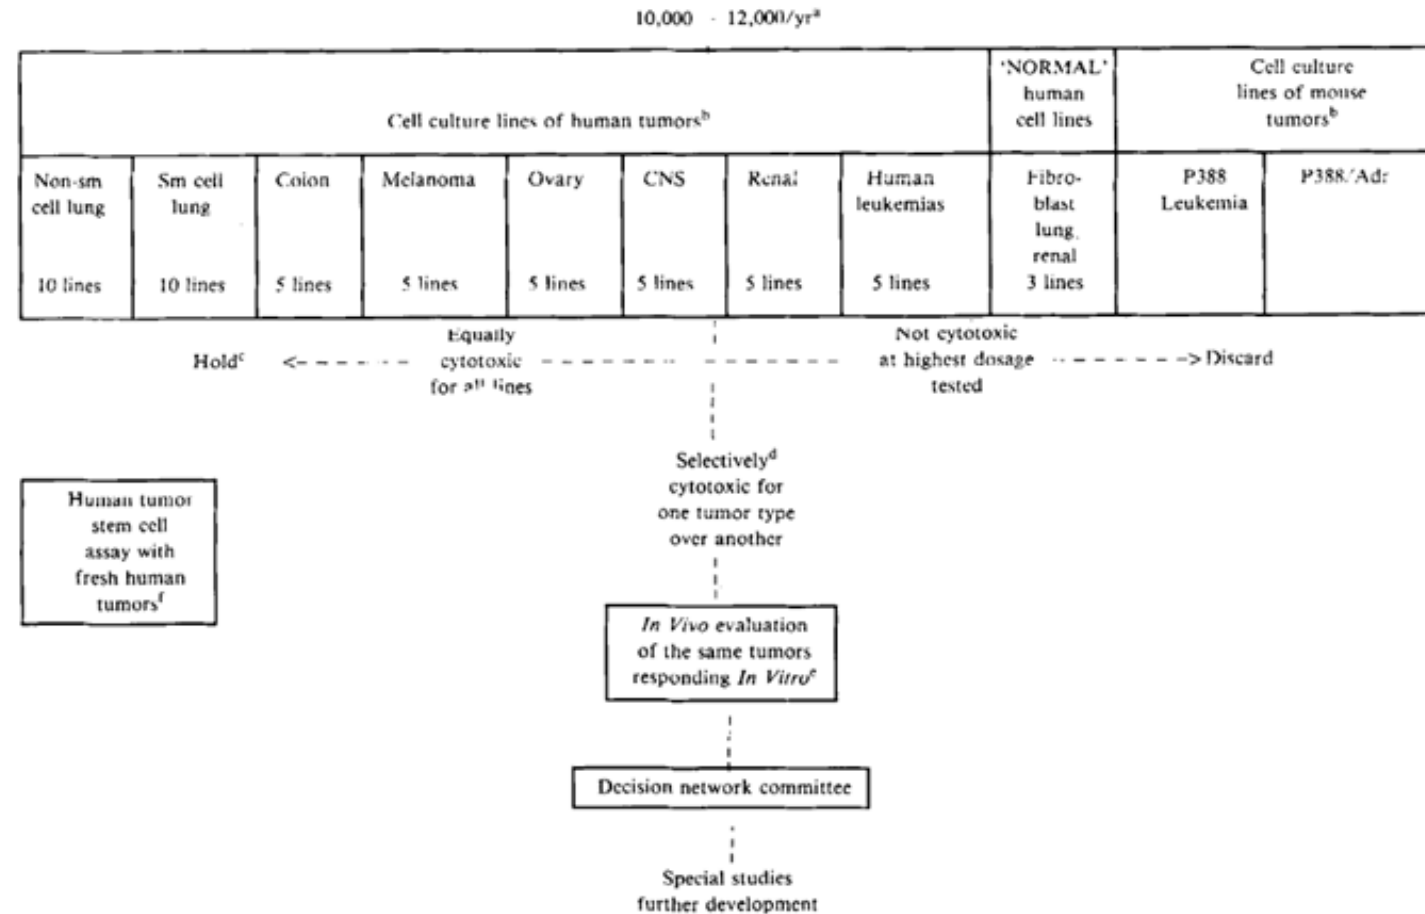 10,000 - 12,000/yrᵃ
Cell culture lines of human tumorsᵇ
'NORMAL'
human
cell lines
Cell culture
lines of mouse
tumorsᵇ
Non-sm
cell lung
10 lines
Sm cell
lung
10 lines
Colon
5 lines
Melanoma
5 lines
Ovary
5 lines
CNS
5 lines
Renal
5 lines
Human
leukemias
5 lines
Fibro-
blast
lung,
renal
3 lines
P388
Leukemia
P388/Adr
Holdᶜ
Equally
cytotoxic
for all lines
Not cytotoxic
at highest dosage
tested
Discard
Selectivelyᵈ
cytotoxic for
one tumor type
over another
Human tumor
stem cell
assay with
fresh human
tumorsᶠ
In Vivo evaluation
of the same tumors
responding In Vitroᵉ
Decision network committee
Special studies
further development